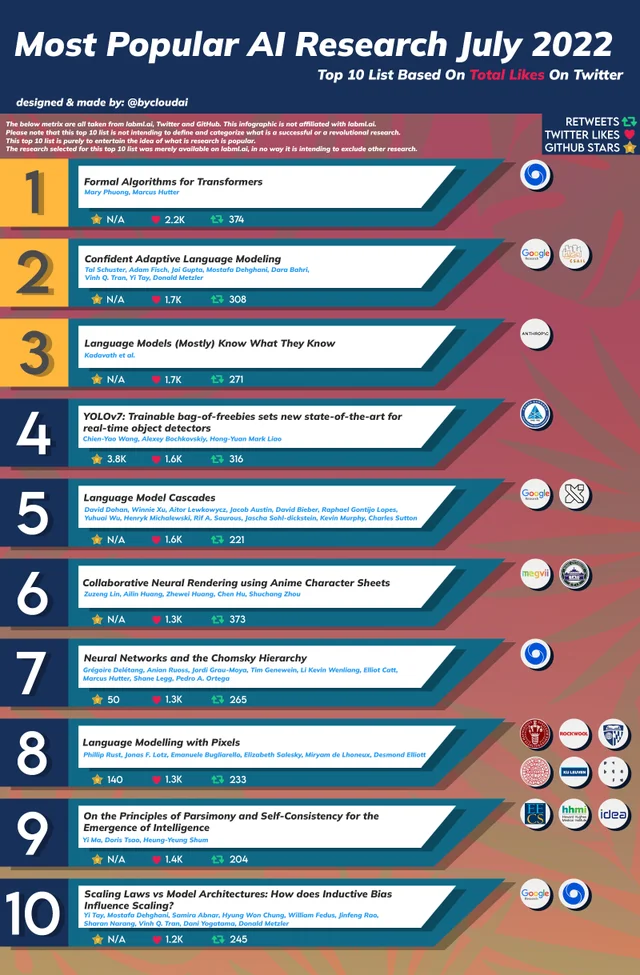 Most Popular AI Research July 2022
Top 10 List Based On Total Likes On Twitter
designed & made by: @bycloudai
The below metrix are all taken from labml.ai, Twitter and GitHub. This infographic is not affiliated with labml.ai.
Please note that this top 10 list is not intending to define and categorize what is a successful or a revolutional research.
This top 10 list is purely to entertain the idea of what is research is popular.
The research selected for this top 10 list was merely available on labml.ai, in no way it is intending to exclude other research.
RETWEETS
TWITTER LIKES
GITHUB STARS
1
Formal Algorithms for Transformers
Mary Phuong, Marcus Hutter
N/A 2.2K 374
2
Confident Adaptive Language Modeling
Tal Schuster, Adam Fisch, Jai Gupta, Mostafa Dehghani, Dara Bahri,
Vinh Q. Tran, Yi Tay, Donald Metzler
N/A 1.7K 308
Google Research
CSAIL
3
Language Models (Mostly) Know What They Know
Kadavath et al.
N/A 1.7K 271
ANTHROPIC
4
YOLOv7: Trainable bag-of-freebies sets new state-of-the-art for
real-time object detectors
Chien-Yao Wang, Alexey Bochkovskiy, Hong-Yuan Mark Liao
3.8K 1.6K 316
5
Language Model Cascades
David Dohan, Winnie Xu, Aitor Lewkowycz, Jacob Austin, David Bieber, Raphael Gontijo Lopes,
Yuhuai Wu, Henryk Michalewski, Rif A. Saurous, Jascha Sohl-dickstein, Kevin Murphy, Charles Sutton
N/A 1.6K 221
Google Research
6
Collaborative Neural Rendering using Anime Character Sheets
Zuzeng Lin, Ailin Huang, Zhewei Huang, Chen Hu, Shuchang Zhou
N/A 1.3K 373
megvii
7
Neural Networks and the Chomsky Hierarchy
Grégoire Delétang, Anian Ruoss, Jordi Grau-Moya, Tim Genewein, Li Kevin Wenliang, Elliot Catt,
Marcus Hutter, Shane Legg, Pedro A. Ortega
50 1.3K 265
8
Language Modelling with Pixels
Phillip Rust, Jonas F. Lotz, Emanuele Bugliarello, Elizabeth Salesky, Miryam de Lhoneux, Desmond Elliott
140 1.3K 233
ROCKWOOL
KU LEUVEN
9
On the Principles of Parsimony and Self-Consistency for the
Emergence of Intelligence
Yi Ma, Doris Tsao, Heung-Yeung Shum
N/A 1.4K 204
EECS
hhmi
idea
10
Scaling Laws vs Model Architectures: How does Inductive Bias
Influence Scaling?
Yi Tay, Mostafa Dehghani, Samira Abnar, Hyung Won Chung, William Fedus, Jinfeng Rao,
Sharan Narang, Vinh Q. Tran, Dani Yogatama, Donald Metzler
N/A 1.2K 245
Google Research